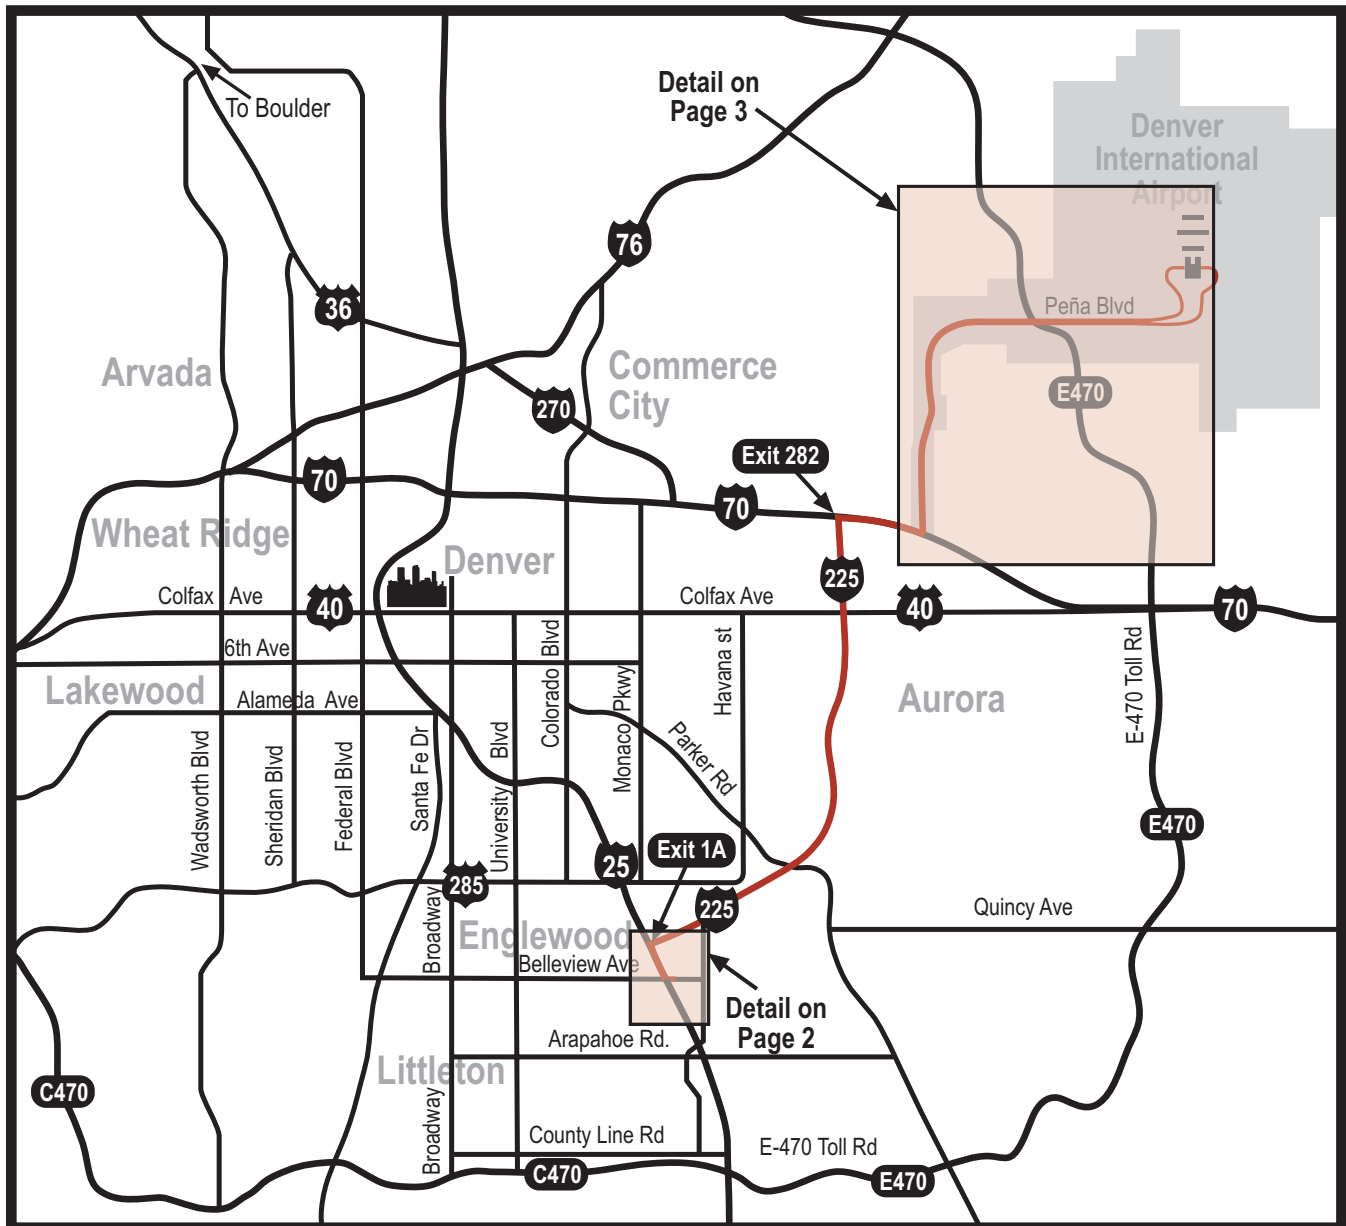 To Boulder
Detail on
Page 3
Denver
International
Airport
76
36
Peña Blvd
Arvada
Commerce
City
E470
270
Exit 282
70
70
Wheat Ridge
Denver
225
Colfax Ave
40
Colfax Ave
40
70
6th Ave
Colorado Blvd
Havana st
E-470 Toll Rd
Lakewood
Alameda Ave
Monaco Pkwy
Aurora
Wadsworth Blvd
Sheridan Blvd
Federal Blvd
Santa Fe Dr
University Blvd
Parker Rd
E470
25
Exit 1A
285
225
Quincy Ave
Broadway
Englewood
Belleview Ave
Detail on
Page 2
Arapahoe Rd.
Littleton
C470
Broadway
County Line Rd
E-470 Toll Rd
C470
E470